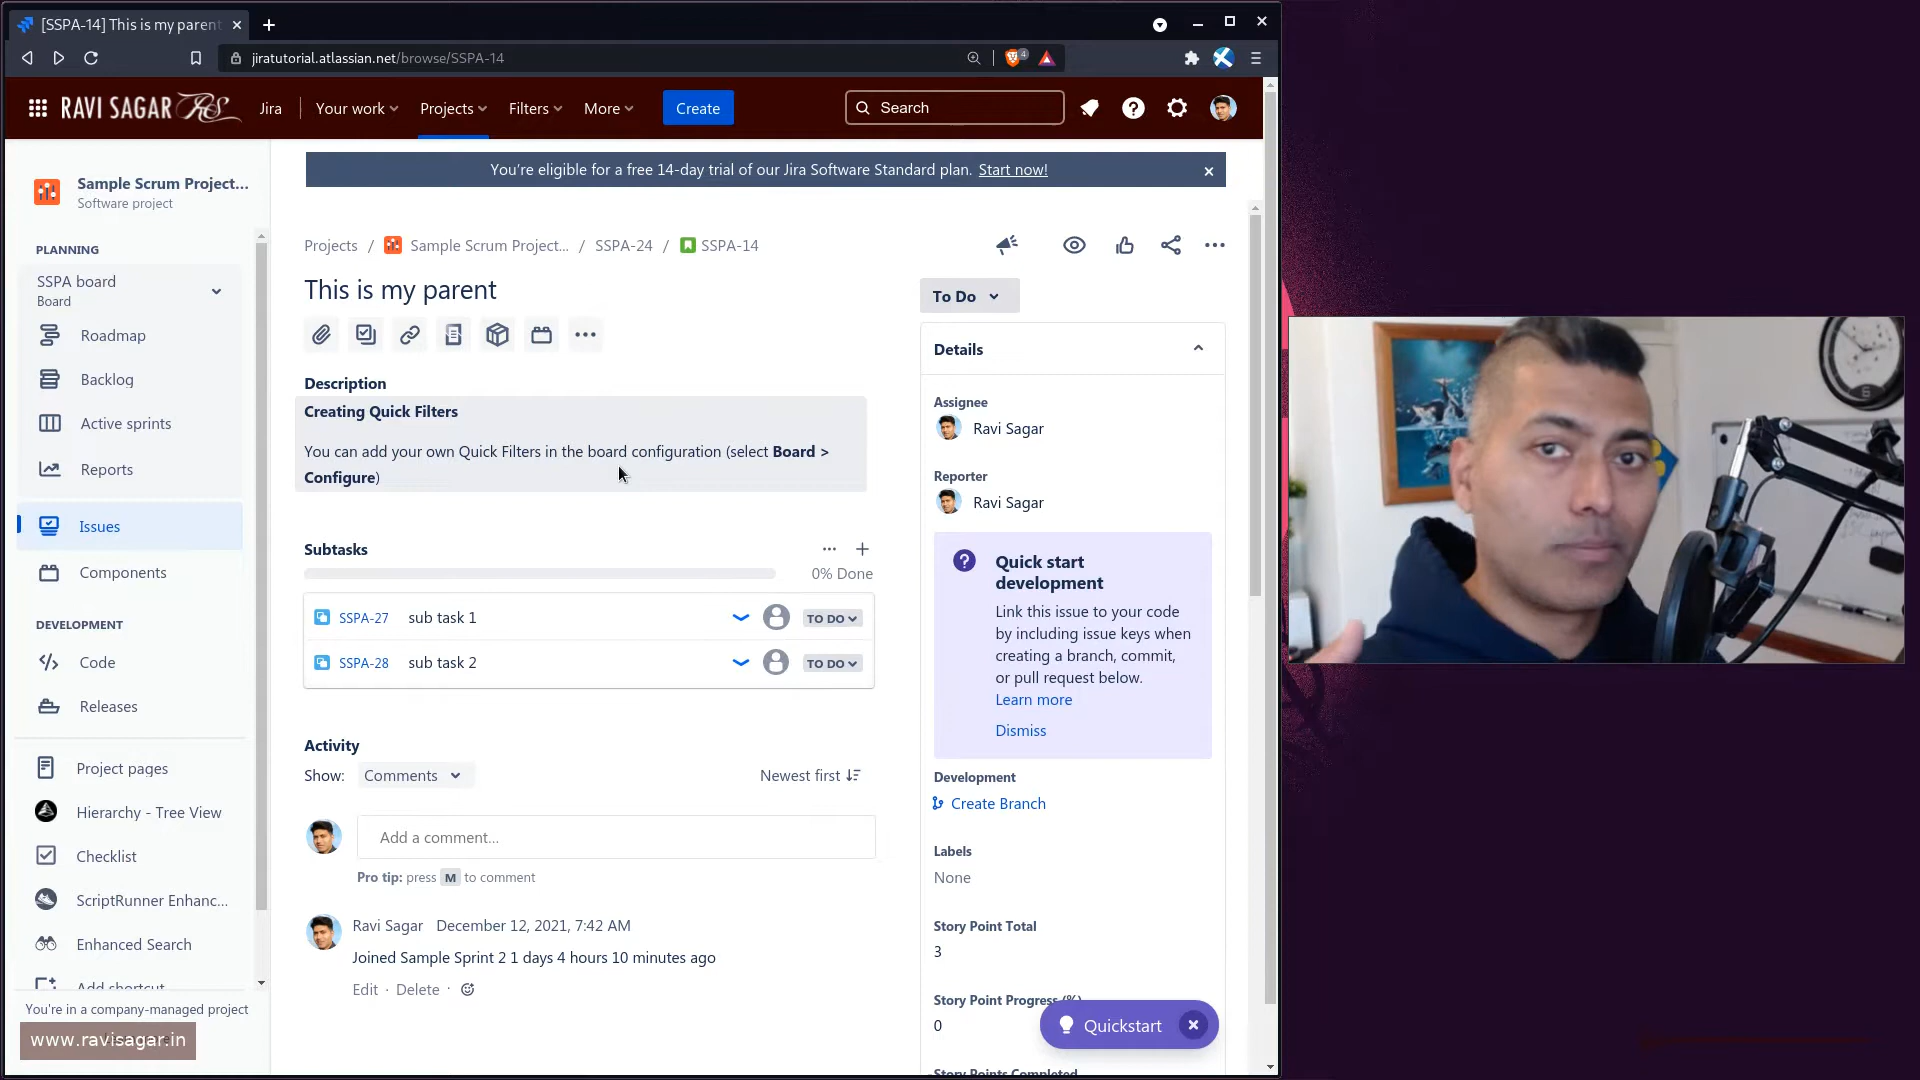 [SSPA-14] This is my parent
jiratutorial.atlassian.net/browse/SSPA-14
4
RAVI SAGAR RS
Jira
Your work
Projects
Filters
More
Create
Search
You're eligible for a free 14-day trial of our Jira Software Standard plan. Start now!
Sample Scrum Project...
Software project
PLANNING
SSPA board
Board
Roadmap
Backlog
Active sprints
Reports
Issues
Components
DEVELOPMENT
Code
Releases
Project pages
Hierarchy - Tree View
Checklist
ScriptRunner Enhanc...
Enhanced Search
Add shortcut
You're in a company-managed project
www.ravisagar.in
Projects / Sample Scrum Project... / SSPA-24 / SSPA-14
This is my parent
Description
Creating Quick Filters
You can add your own Quick Filters in the board configuration (select Board >
Configure)
Subtasks
0% Done
SSPA-27 sub task 1 TO DO
SSPA-28 sub task 2 TO DO
Activity
Show: Comments Newest first
Add a comment...
Pro tip: press M to comment
Ravi Sagar December 12, 2021, 7:42 AM
Joined Sample Sprint 2 1 days 4 hours 10 minutes ago
Edit · Delete ·
To Do
Details
Assignee
Ravi Sagar
Reporter
Ravi Sagar
Quick start
development
Link this issue to your code
by including issue keys when
creating a branch, commit,
or pull request below.
Learn more
Dismiss
Development
Create Branch
Labels
None
Story Point Total
3
Story Point Progress (%)
0
Quickstart
Story Points Completed